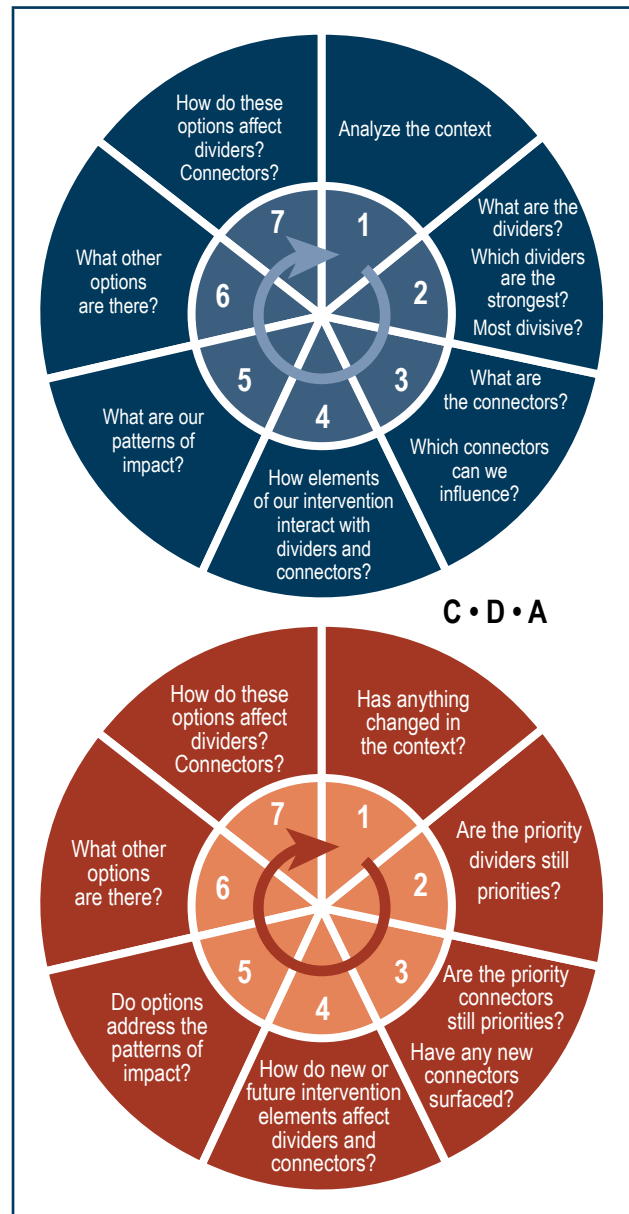 1
Analyze the context
2
What are the
dividers?
Which dividers
are the
strongest?
Most divisive?
3
What are
the connectors?
Which connectors
can we
influence?
4
How elements
of our intervention
interact with
dividers and
connectors?
5
What are our
patterns of
impact?
6
What other
options
are there?
7
How do these
options affect
dividers?
Connectors?
C • D • A
1
Has anything
changed in
the context?
2
Are the priority
dividers still
priorities?
3
Are the priority
connectors
still priorities?
Have any new
connectors
surfaced?
4
How do new or
future intervention
elements affect
dividers and
connectors?
5
Do options
address the
patterns of
impact?
6
What other
options
are there?
7
How do these
options affect
dividers?
Connectors?